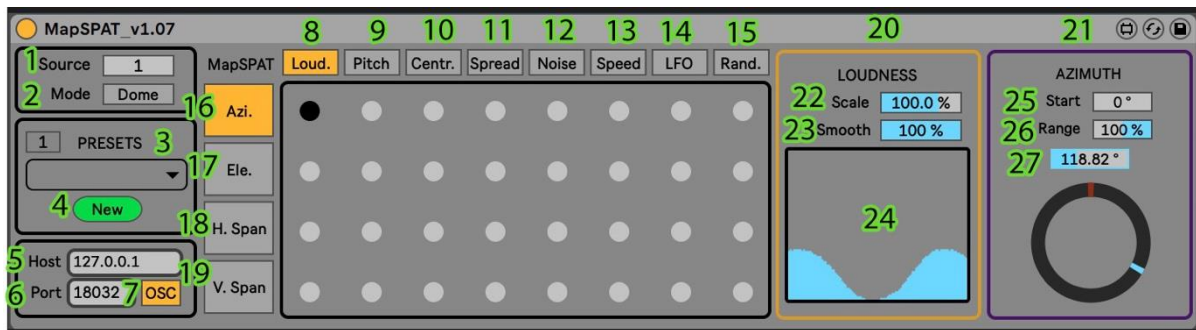 MapSPAT_v1.07
8 9 10 11 12 13 14 15 20 21
1 Source 1 MapSPAT Loud. Pitch Centr. Spread Noise Speed LFO Rand.
2 Mode Dome
16 Azi.
1 PRESETS 3
17 Ele.
4 New
18 H. Span
5 Host 127.0.0.1
19
6 Port 18032 7 OSC V. Span
LOUDNESS
22 Scale 100.0 %
23 Smooth 100 %
24
AZIMUTH
25 Start 0°
26 Range 100 %
27 118.82 °